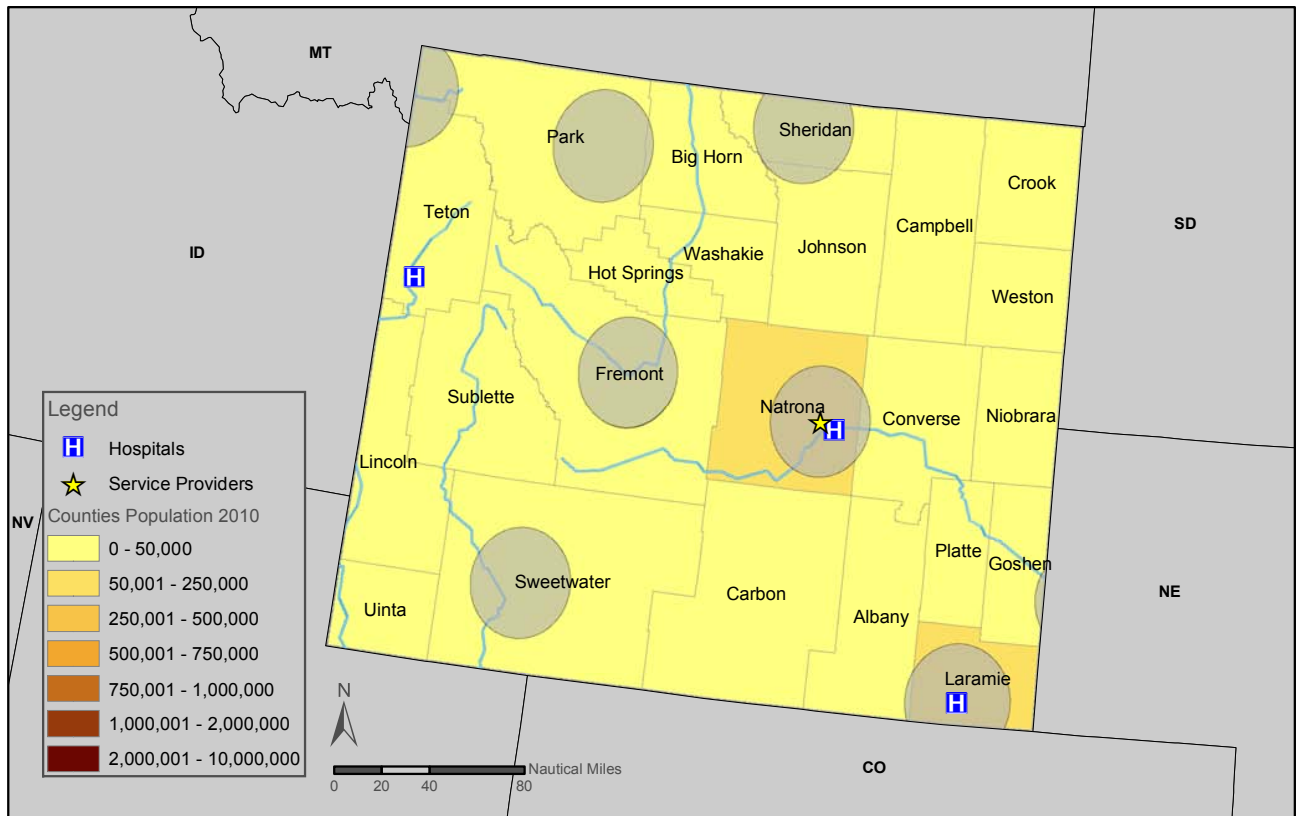 MT
Sheridan
Park
Big Horn
Crook
Teton
SD
Campbell
ID
Johnson
Washakie
Hot Springs
Weston
Fremont
Sublette
Natrona
Converse
Niobrara
Legend
H
Hospitals
H
H
H
Service Providers
Lincoln
Counties Population 2010
NV
0 - 50,000
50,001 - 250,000
250,001 - 500,000
500,001 - 750,000
750,001 - 1,000,000
1,000,001 - 2,000,000
2,000,001 - 10,000,000
Platte
Goshen
Sweetwater
Carbon
NE
Uinta
Albany
Laramie
N
Nautical Miles
0 20 40 80
CO